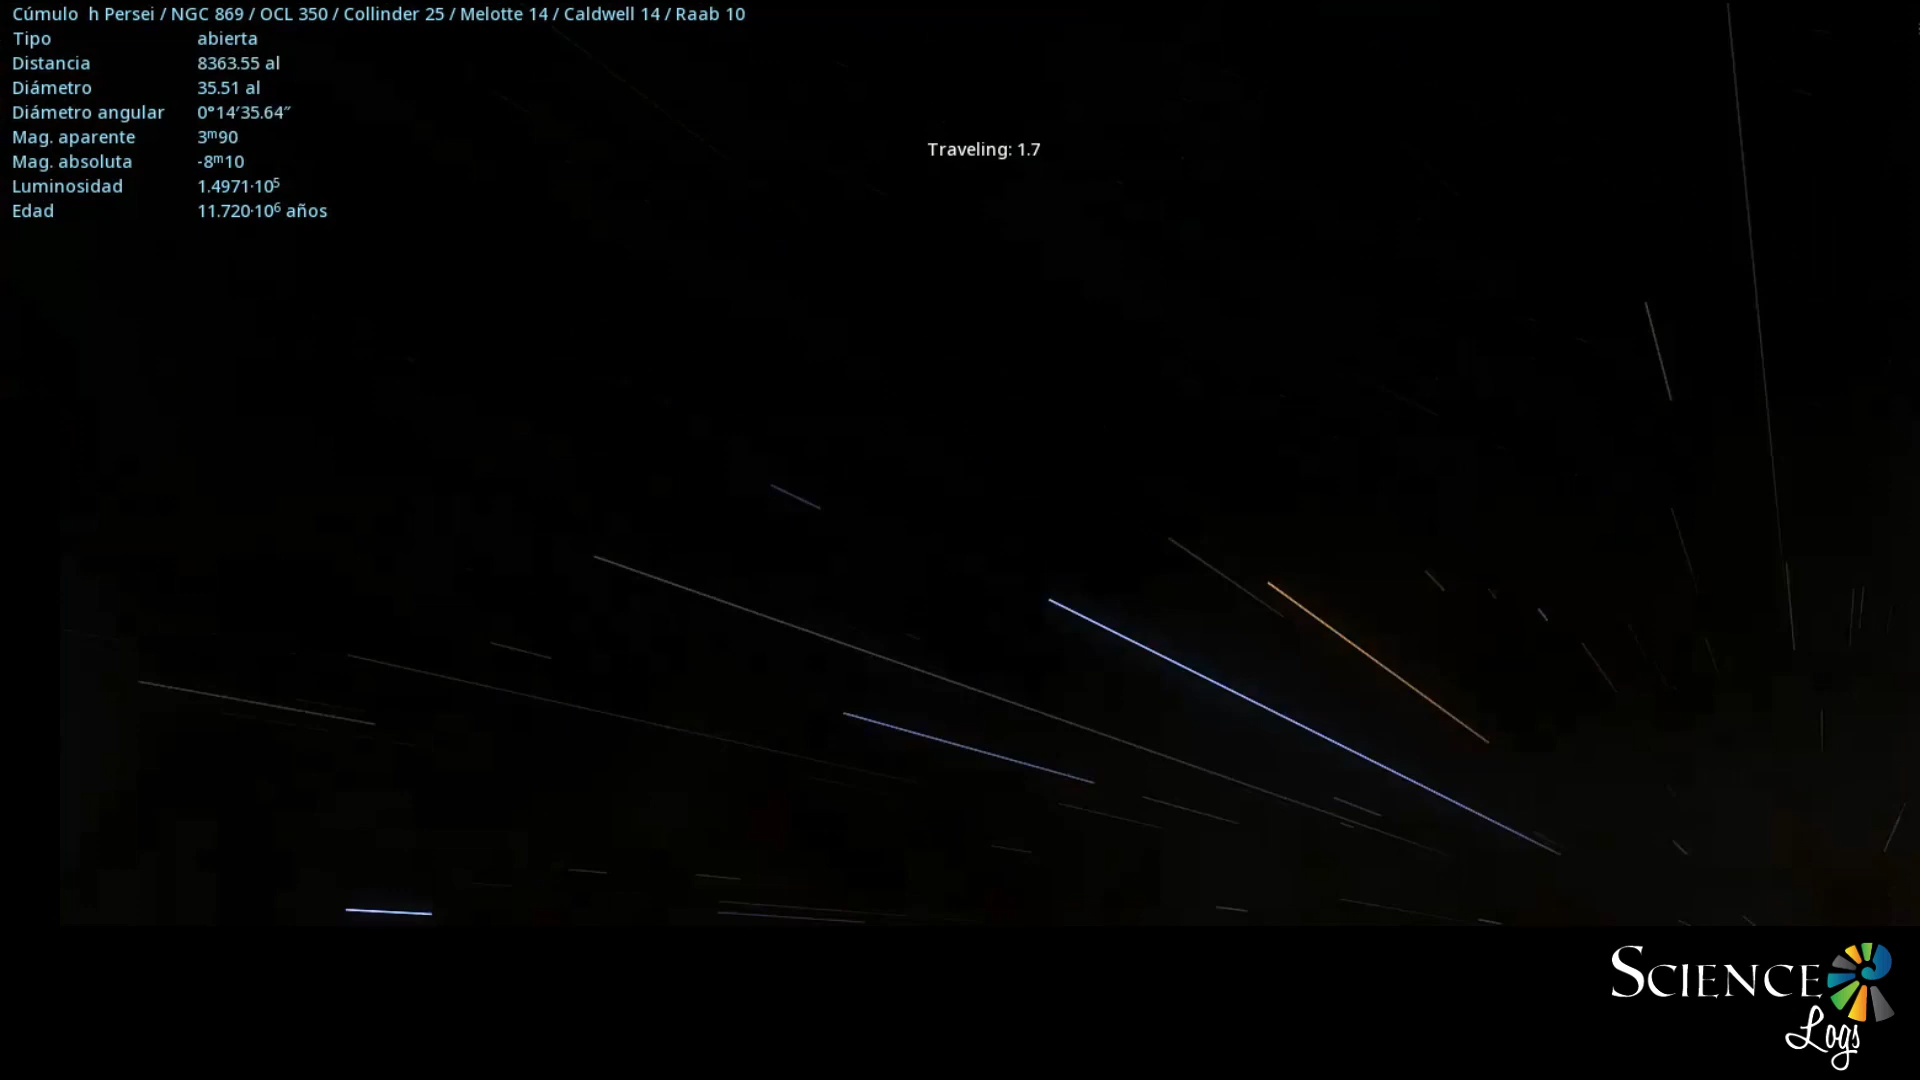 Cúmulo h Persei / NGC 869 / OCL 350 / Collinder 25 / Melotte 14 / Caldwell 14 / Raab 10
Tipo abierta
Distancia 8363.55 al
Diámetro 35.51 al
Diámetro angular 0°14′35.64″
Mag. aparente 3ᵐ90
Mag. absoluta -8ᵐ10
Luminosidad 1.4971·10⁵
Edad 11.720·10⁶ años
Traveling: 1.7
SCIENCE
Logs